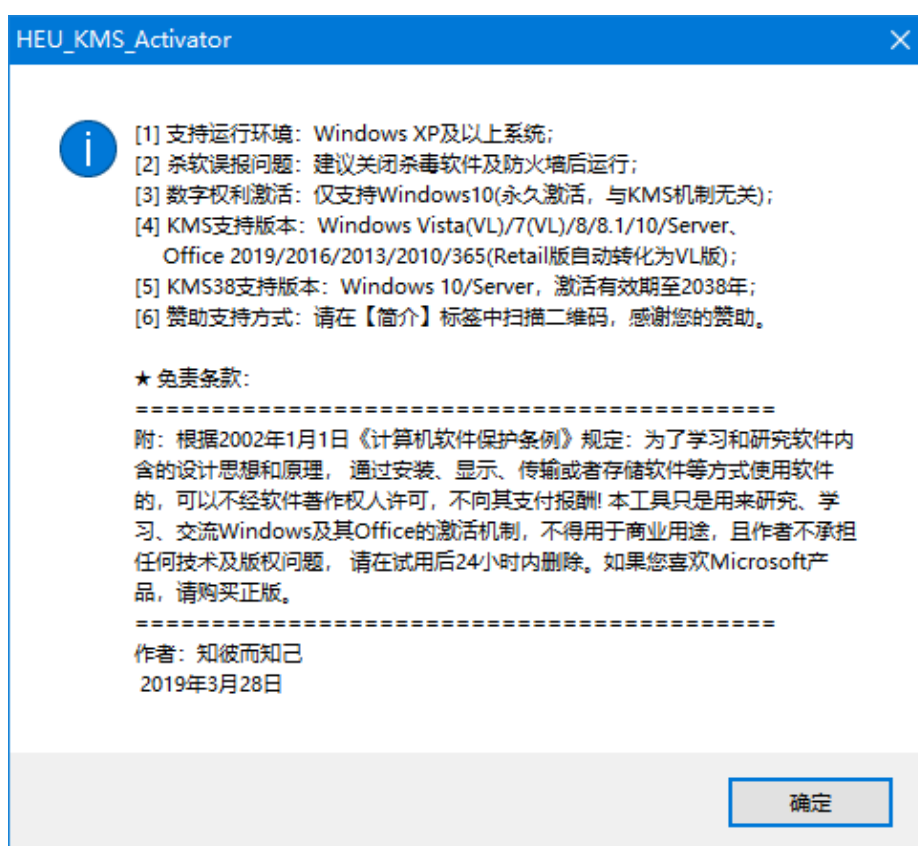 HEU_KMS_Activator
[1] 支持运行环境：Windows XP及以上系统;
[2] 杀软误报问题：建议关闭杀毒软件及防火墙后运行;
[3] 数字权利激活：仅支持Windows10(永久激活，与KMS机制无关);
[4] KMS支持版本：Windows Vista(VL)/7(VL)/8/8.1/10/Server、
Office 2019/2016/2013/2010/365(Retail版自动转化为VL版);
[5] KMS38支持版本：Windows 10/Server，激活有效期至2038年;
[6] 赞助支持方式：请在【简介】标签中扫描二维码，感谢您的赞助。
★ 免责条款：
==========================================
附：根据2002年1月1日《计算机软件保护条例》规定：为了学习和研究软件内
含的设计思想和原理， 通过安装、显示、传输或者存储软件等方式使用软件
的，可以不经软件著作权人许可，不向其支付报酬! 本工具只是用来研究、学
习、交流Windows及其Office的激活机制，不得用于商业用途，且作者不承担
任何技术及版权问题， 请在试用后24小时内删除。如果您喜欢Microsoft产
品，请购买正版。
==========================================
作者：知彼而知己
2019年3月28日
确定